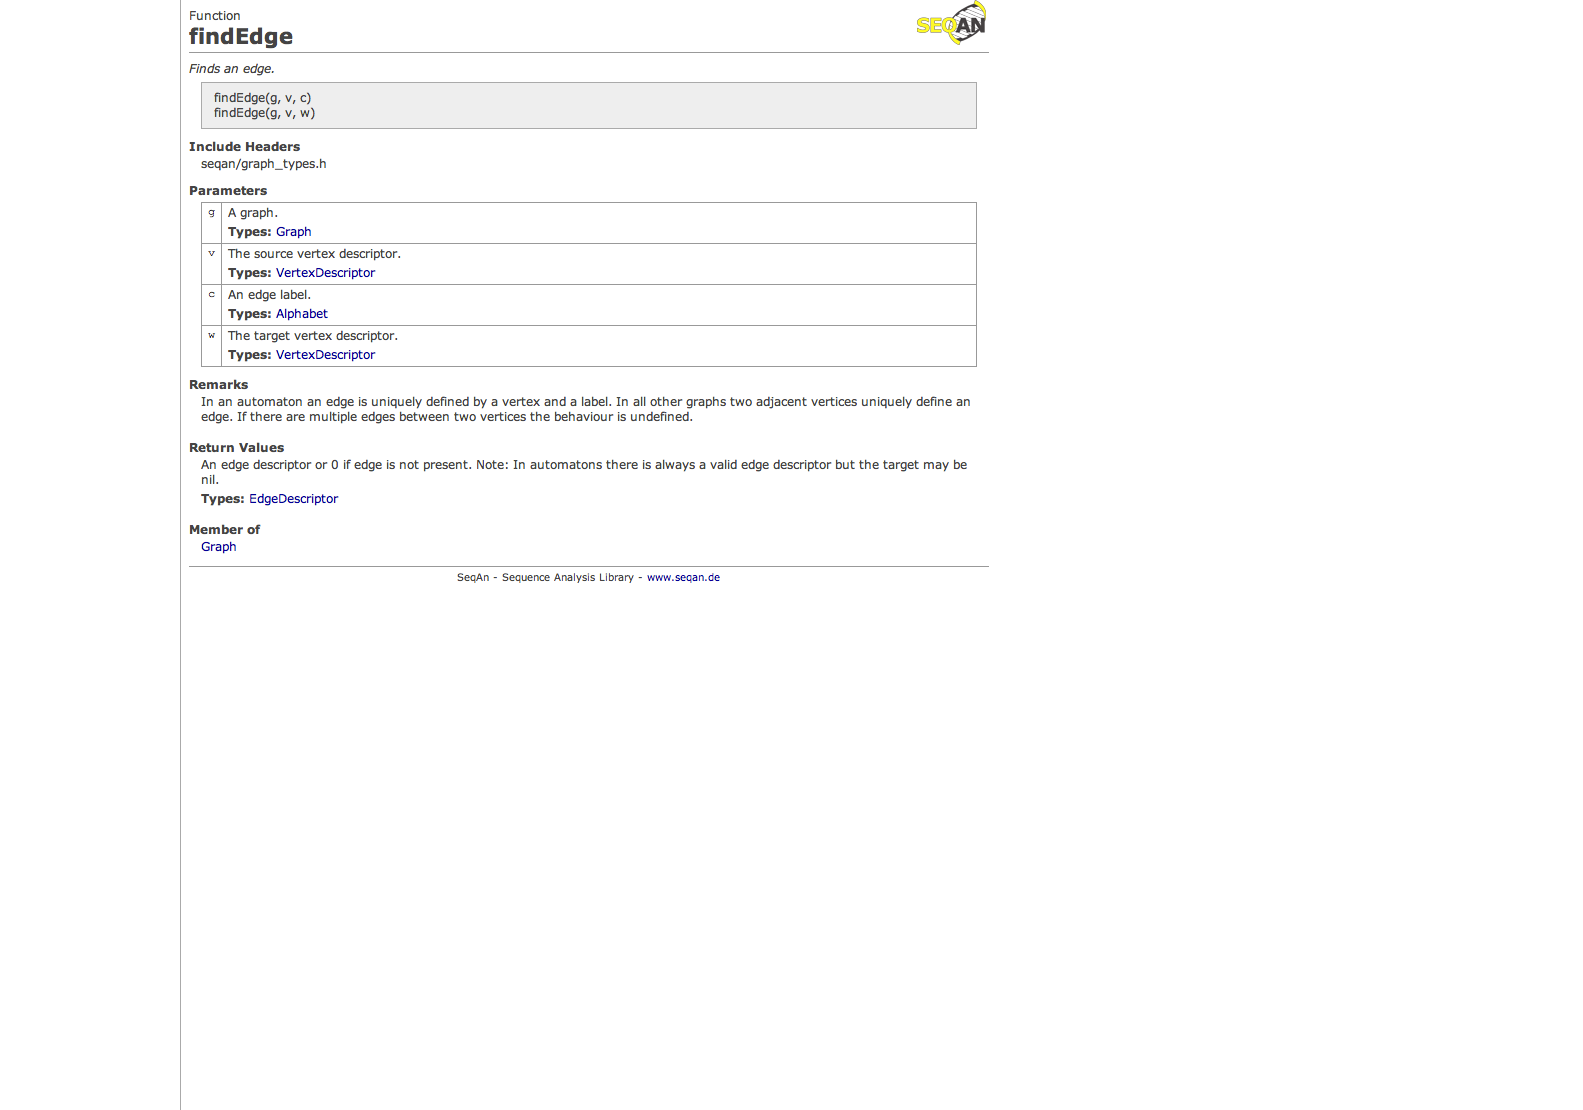 Function
findEdge
SEQAN
Finds an edge.
findEdge(g, v, c)
findEdge(g, v, w)
Include Headers
seqan/graph_types.h
Parameters
g A graph.
Types: Graph
v The source vertex descriptor.
Types: VertexDescriptor
c An edge label.
Types: Alphabet
w The target vertex descriptor.
Types: VertexDescriptor
Remarks
In an automaton an edge is uniquely defined by a vertex and a label. In all other graphs two adjacent vertices uniquely define an
edge. If there are multiple edges between two vertices the behaviour is undefined.
Return Values
An edge descriptor or 0 if edge is not present. Note: In automatons there is always a valid edge descriptor but the target may be
nil.
Types: EdgeDescriptor
Member of
Graph
SeqAn - Sequence Analysis Library - www.seqan.de